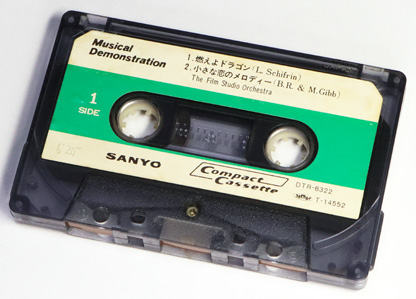 Musical
Demonstration
1. 燃えよドラゴン(L. Schifrin)
2. 小さな恋のメロディー(B.R. & M.Gibb)
The Film Studio Orchestra
1
SIDE
SANYO
Compact
Cassette
DTR-6322
T-14552